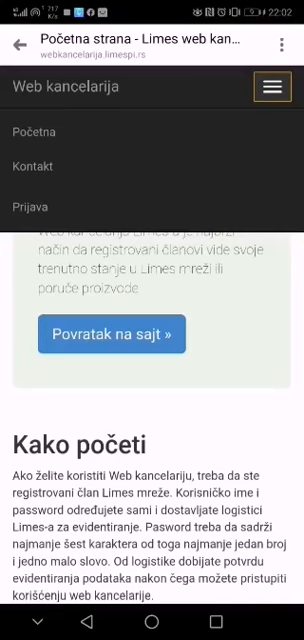 7!7
K/s
22:02
Početna strana - Limes web kan...
webkancelarija.limespi.rs
Web kancelarija
Početna
Kontakt
Prijava
način da registrovani članovi vide svoje
trenutno stanje u Limes mreži ili
poruče proizvode
Povratak na sajt »
Kako početi
Ako želite koristiti Web kancelariju, treba da ste
registrovani član Limes mreže. Korisničko ime i
password određujete sami i dostavljate logistici
Limes-a za evidentiranje. Pasword treba da sadrži
najmanje šest karaktera od toga najmanje jedan broj
i jedno malo slovo. Od logistike dobijate potvrdu
evidentiranja podataka nakon čega možete pristupiti
korišćenju web kancelarije.